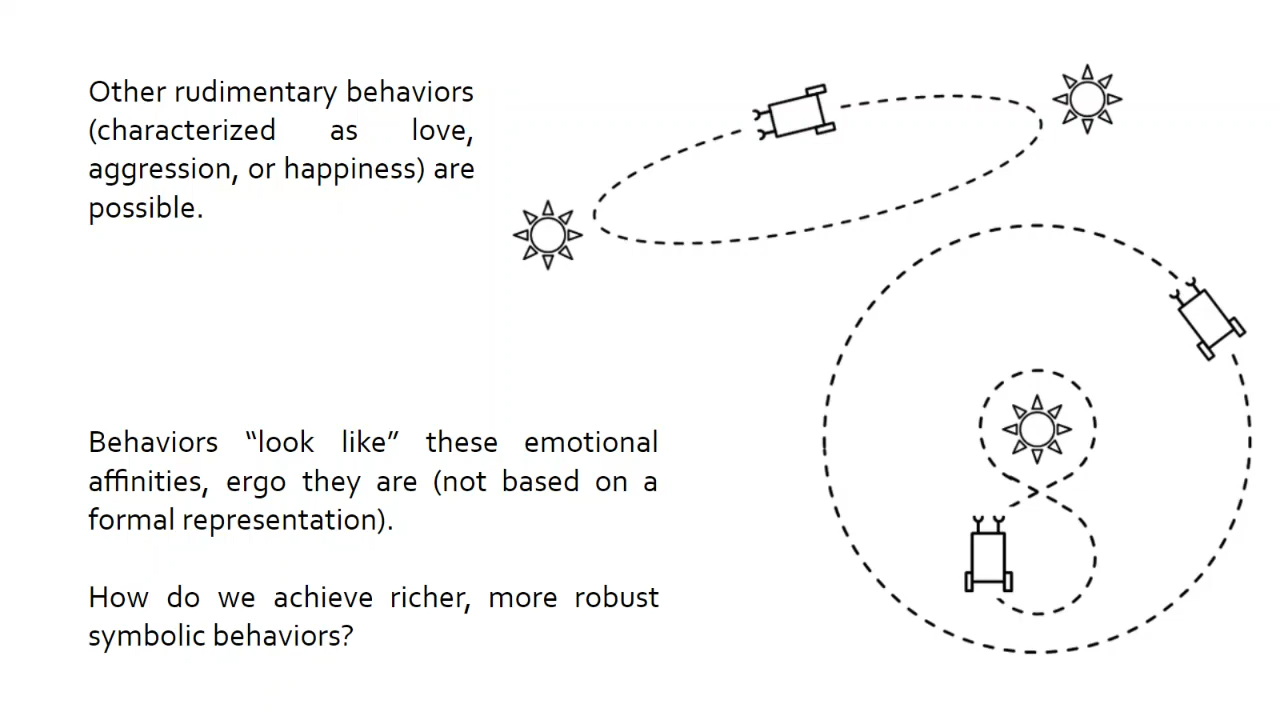 Other rudimentary behaviors
(characterized as love,
aggression, or happiness) are
possible.
Behaviors “look like” these emotional
affinities, ergo they are (not based on a
formal representation).
How do we achieve richer, more robust
symbolic behaviors?